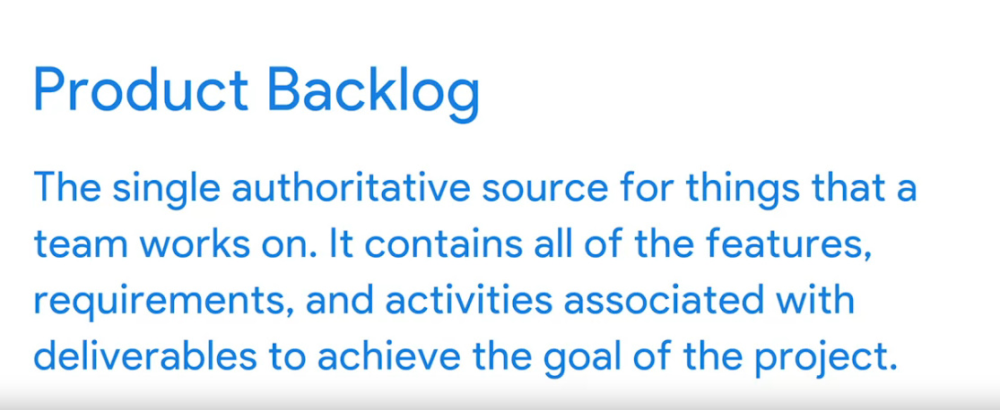 Product Backlog
The single authoritative source for things that a
team works on. It contains all of the features,
requirements, and activities associated with
deliverables to achieve the goal of the project.